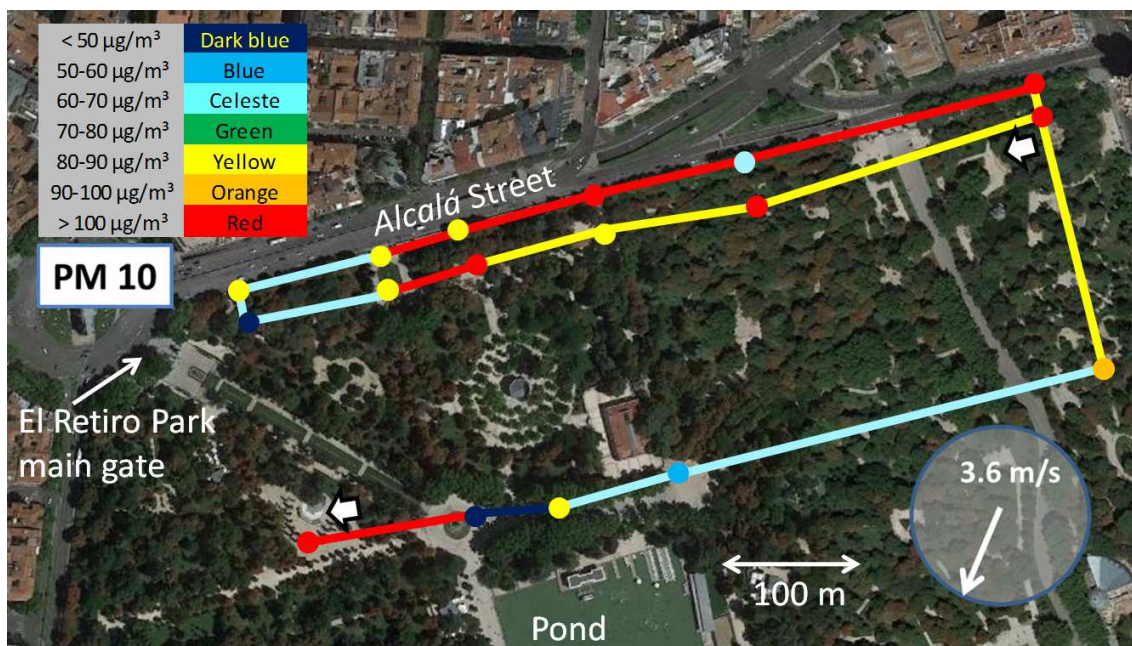 < 50 µg/m³ Dark blue
50-60 µg/m³ Blue
60-70 µg/m³ Celeste
70-80 µg/m³ Green
80-90 µg/m³ Yellow
90-100 µg/m³ Orange
> 100 µg/m³ Red
PM 10
Alcalá Street
El Retiro Park
main gate
3.6 m/s
100 m
Pond